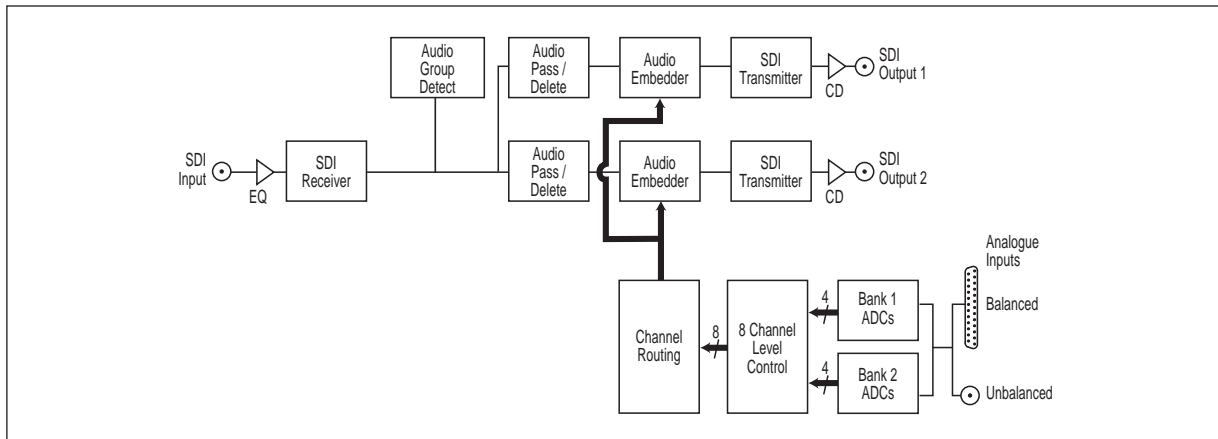 Audio
Group
Detect
Audio
Pass /
Delete
Audio
Embedder
SDI
Transmitter
CD
SDI
Output 1
SDI
Input
EQ
SDI
Receiver
Audio
Pass /
Delete
Audio
Embedder
SDI
Transmitter
CD
SDI
Output 2
Channel
Routing
8
8 Channel
Level
Control
4
Bank 1
ADCs
4
Bank 2
ADCs
Analogue
Inputs
Balanced
Unbalanced